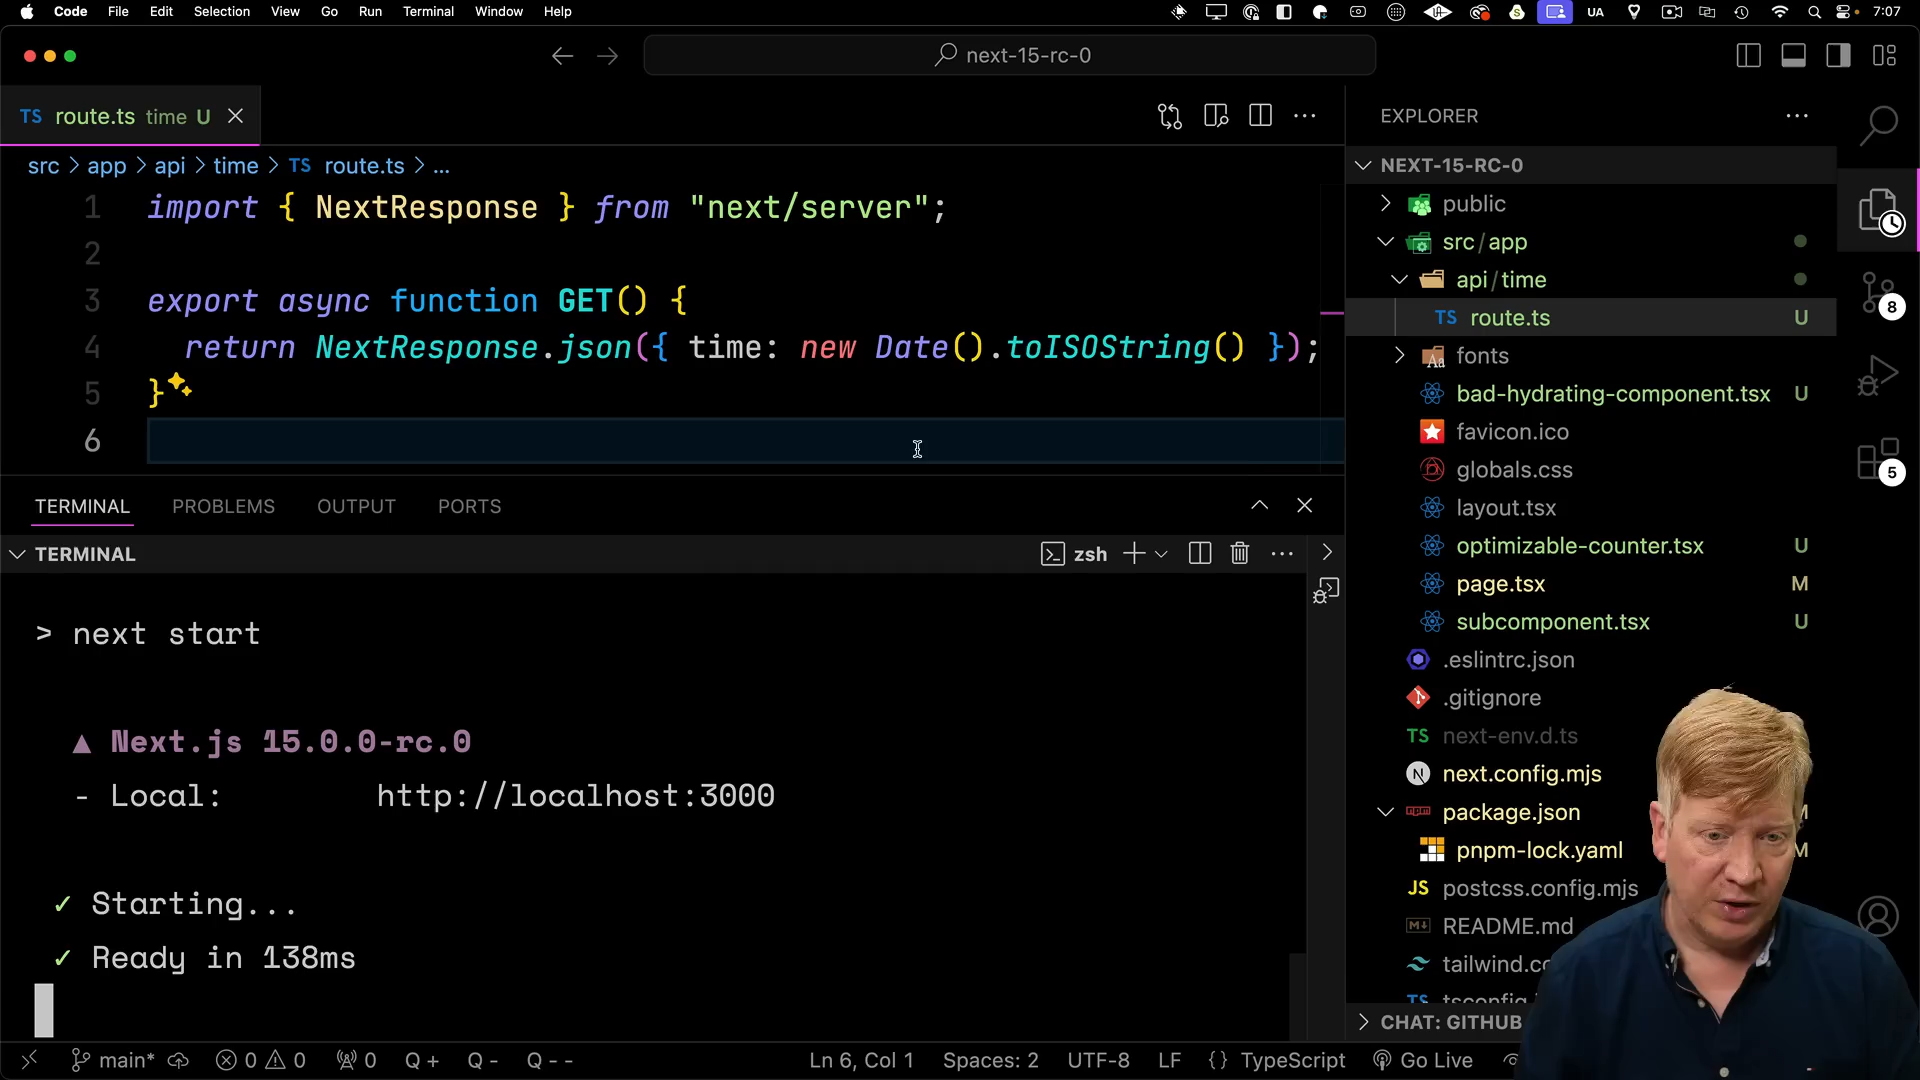 Code File Edit Selection View Go Run Terminal Window Help UA 7:07
next-15-rc-0
TS route.ts time U
src > app > api > time > TS route.ts > ...
1 import { NextResponse } from "next/server";
2
3 export async function GET() {
4 return NextResponse.json({ time: new Date().toISOString() });
5 }
6
TERMINAL PROBLEMS OUTPUT PORTS
TERMINAL
zsh
> next start
▲ Next.js 15.0.0-rc.0
- Local: http://localhost:3000
✓ Starting...
✓ Ready in 138ms
EXPLORER
NEXT-15-RC-0
public
src/app
api/time
TS route.ts U
fonts
bad-hydrating-component.tsx U
favicon.ico
globals.css
layout.tsx
optimizable-counter.tsx U
page.tsx M
subcomponent.tsx U
.eslintrc.json
.gitignore
TS next-env.d.ts
next.config.mjs
package.json
pnpm-lock.yaml M
JS postcss.config.mjs
README.md
CHAT: GITHUB
8
5
main* 0 0 0 Q + Q - Q - - Ln 6, Col 1 Spaces: 2 UTF-8 LF {} TypeScript Go Live